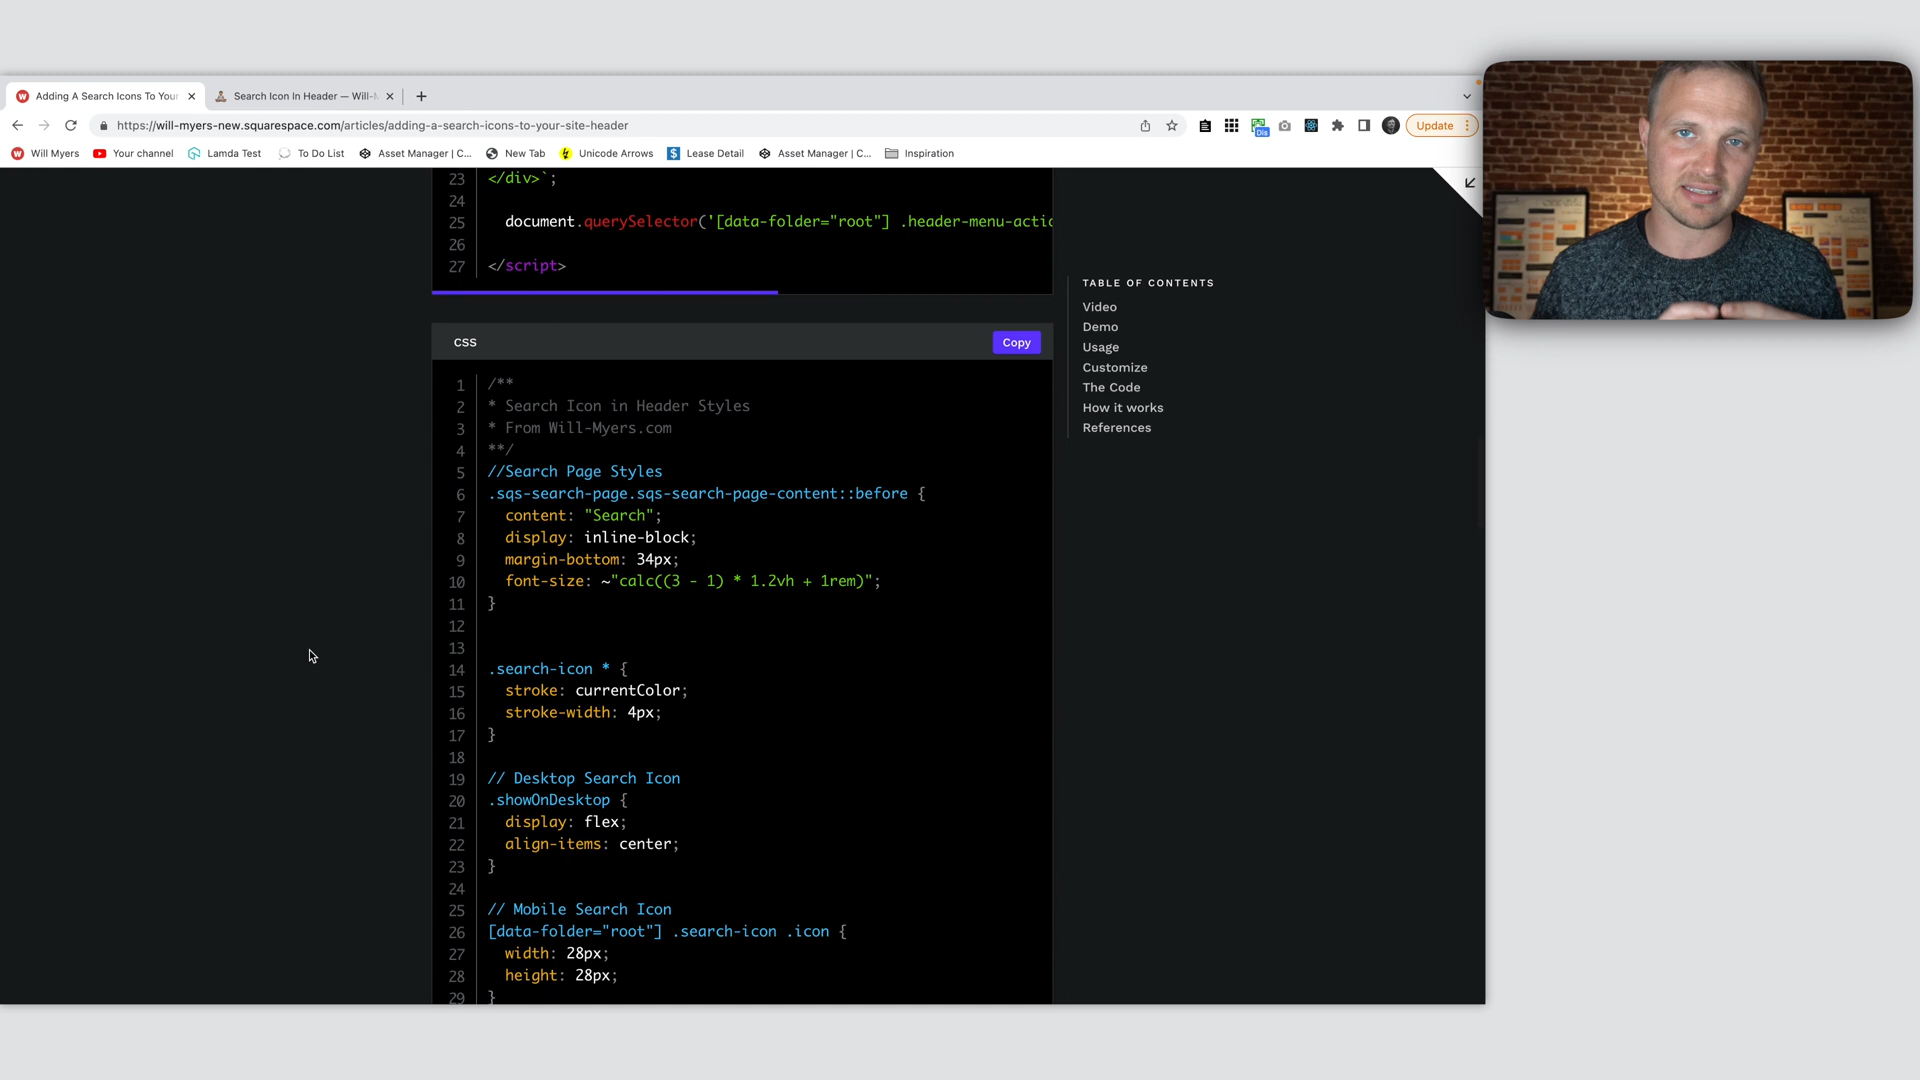 Adding A Search Icons To Your
Search Icon In Header — Will-
https://will-myers-new.squarespace.com/articles/adding-a-search-icons-to-your-site-header
Dis
Update
Will Myers
Your channel
Lamda Test
To Do List
Asset Manager | C...
New Tab
Unicode Arrows
Lease Detail
Asset Manager | C...
Inspiration
23 </div>`;
24
25 document.querySelector('[data-folder="root"] .header-menu-actio
26
27 </script>
CSS
Copy
1 /**
2 * Search Icon in Header Styles
3 * From Will-Myers.com
4 **/
5 //Search Page Styles
6 .sqs-search-page.sqs-search-page-content::before {
7 content: "Search";
8 display: inline-block;
9 margin-bottom: 34px;
10 font-size: ~"calc((3 - 1) * 1.2vh + 1rem)";
11 }
12
13
14 .search-icon * {
15 stroke: currentColor;
16 stroke-width: 4px;
17 }
18
19 // Desktop Search Icon
20 .showOnDesktop {
21 display: flex;
22 align-items: center;
23 }
24
25 // Mobile Search Icon
26 [data-folder="root"] .search-icon .icon {
27 width: 28px;
28 height: 28px;
29 }
TABLE OF CONTENTS
Video
Demo
Usage
Customize
The Code
How it works
References